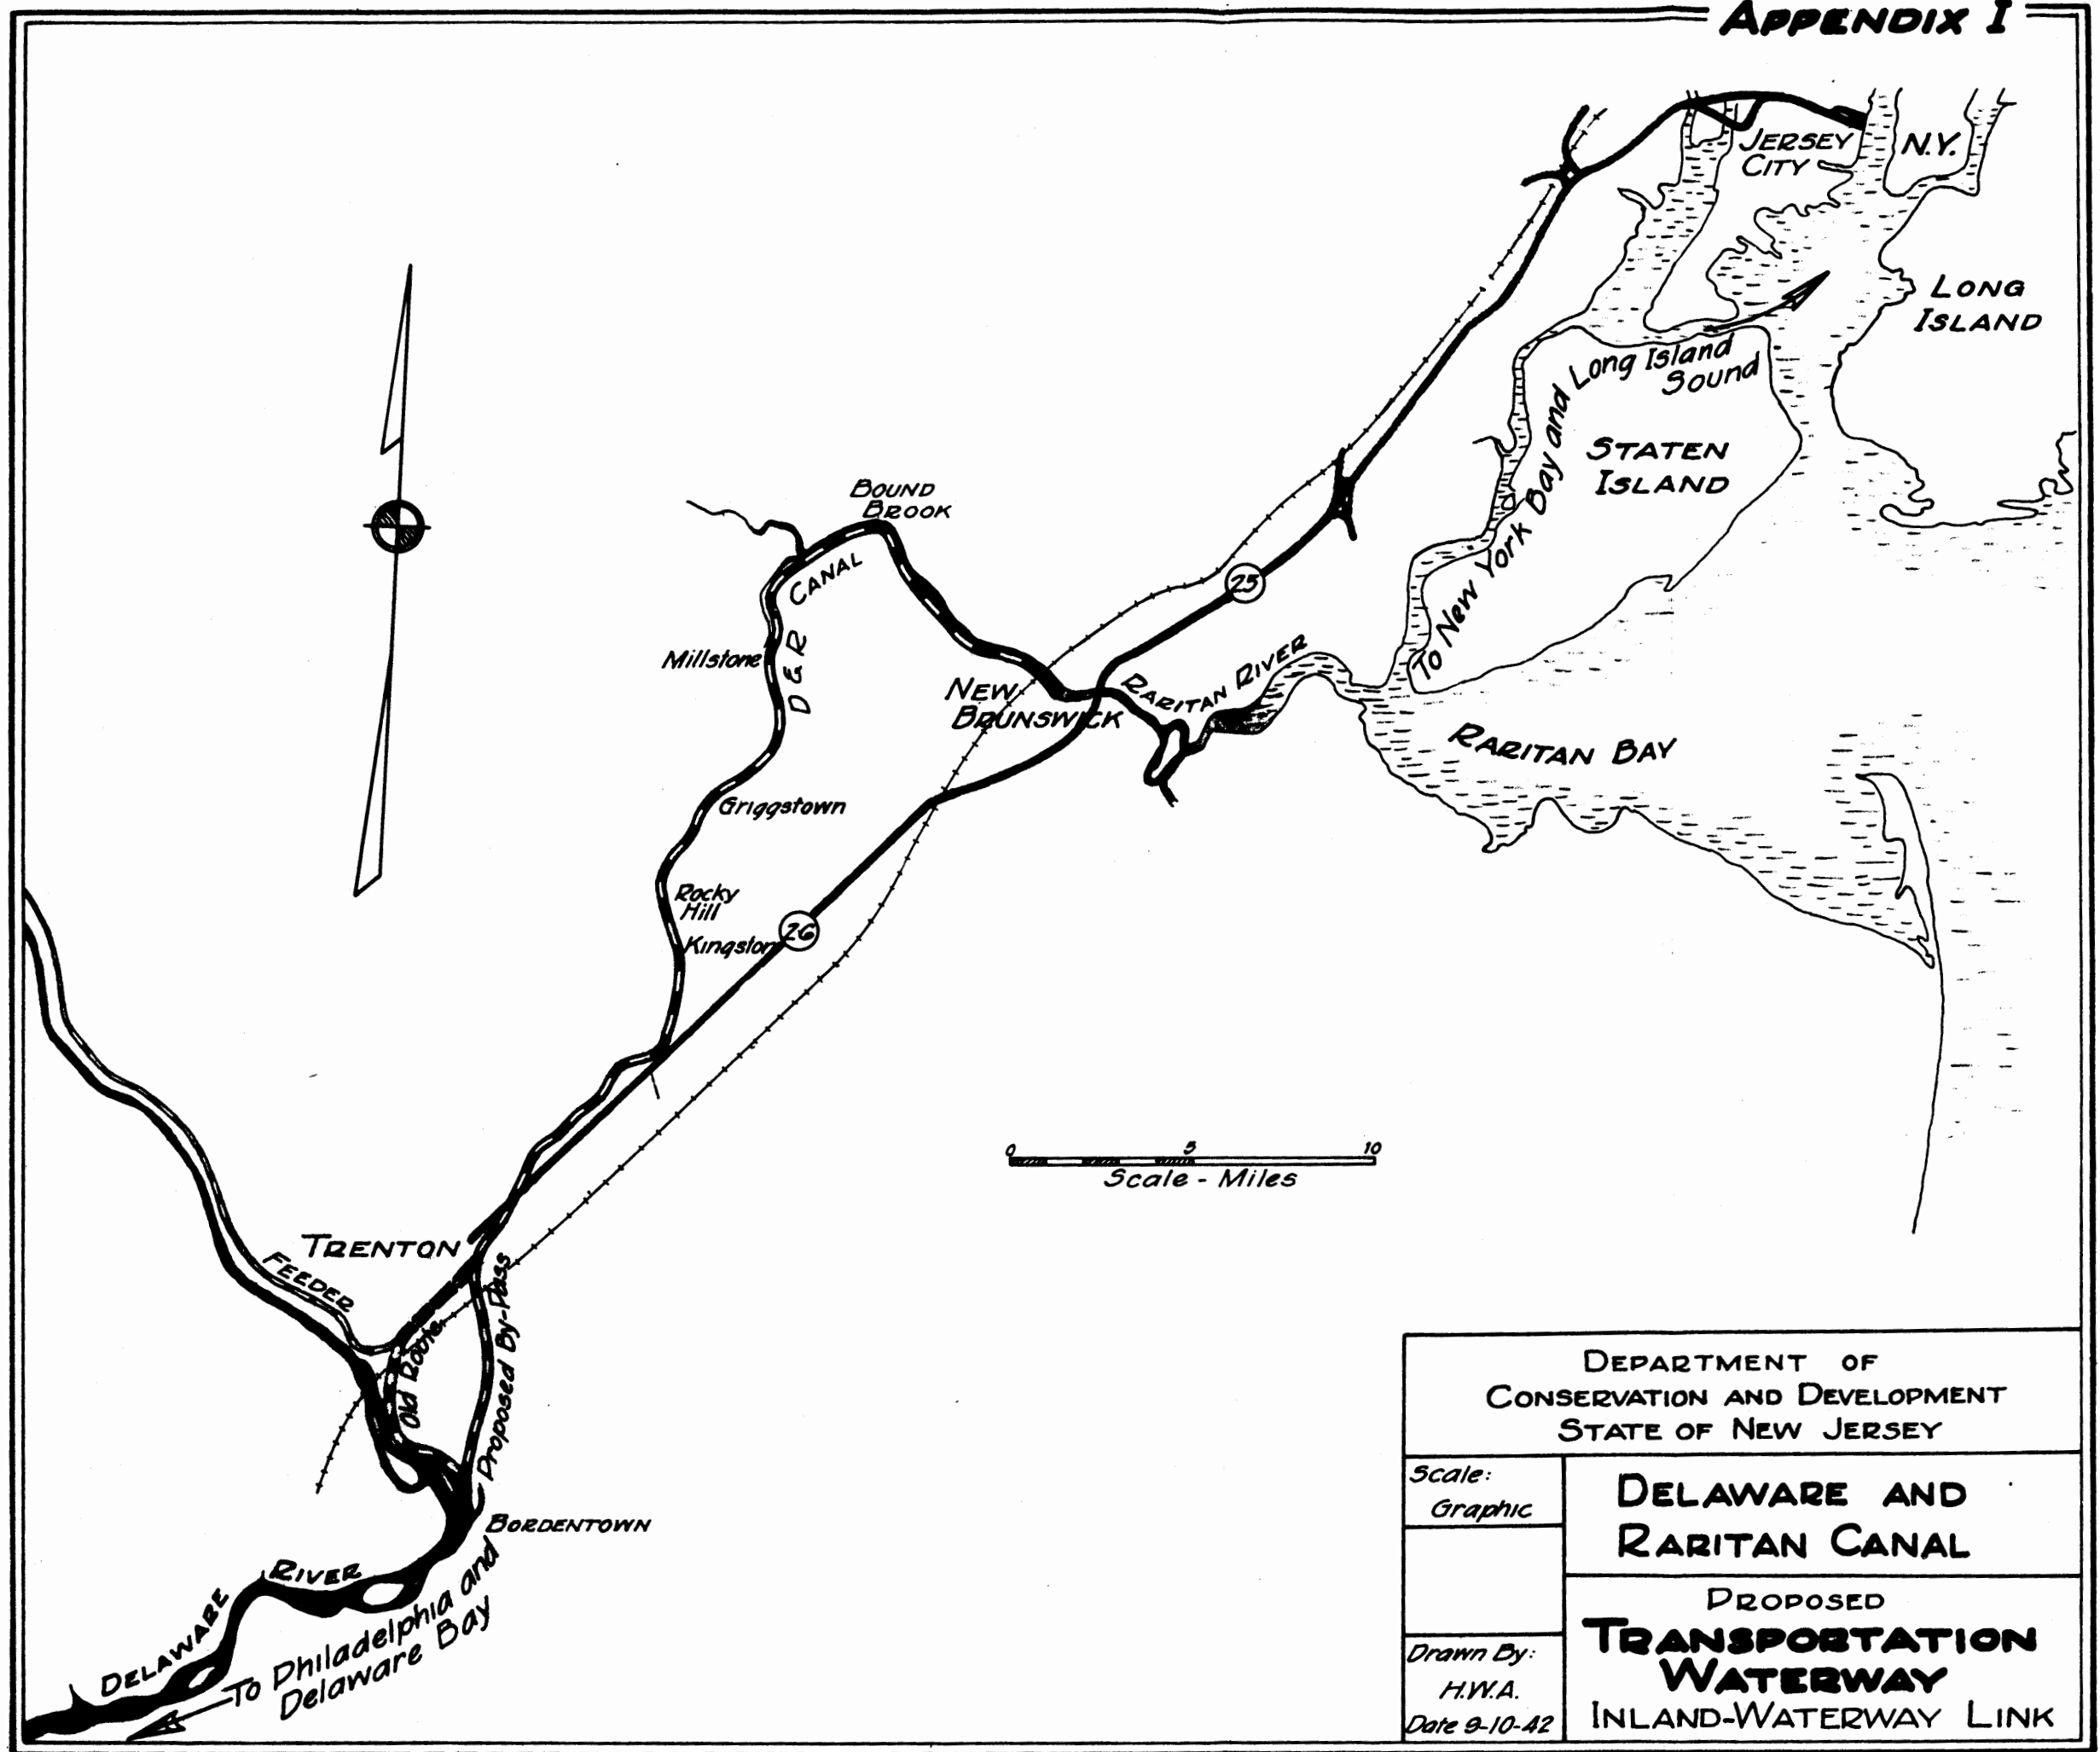 APPENDIX I
JERSEY
CITY
N.Y.
LONG
ISLAND
To New York Bay and Long Island
Sound
STATEN
ISLAND
BOUND
BROOK
CANAL
D & R
25
Millstone
NEW
BRUNSWICK
RARITAN RIVER
RARITAN BAY
Griggstown
Rocky
Hill
Kingston
26
0 5 10
Scale - Miles
TRENTON
FEEDER
Old Route
Proposed By-Pass
BORDENTOWN
DELAWARE RIVER
To Philadelphia and
Delaware Bay
DEPARTMENT OF
CONSERVATION AND DEVELOPMENT
STATE OF NEW JERSEY
Scale:
Graphic
DELAWARE AND
RARITAN CANAL
Drawn By:
H.W.A.
Date 9-10-42
PROPOSED
TRANSPORTATION
WATERWAY
INLAND-WATERWAY LINK